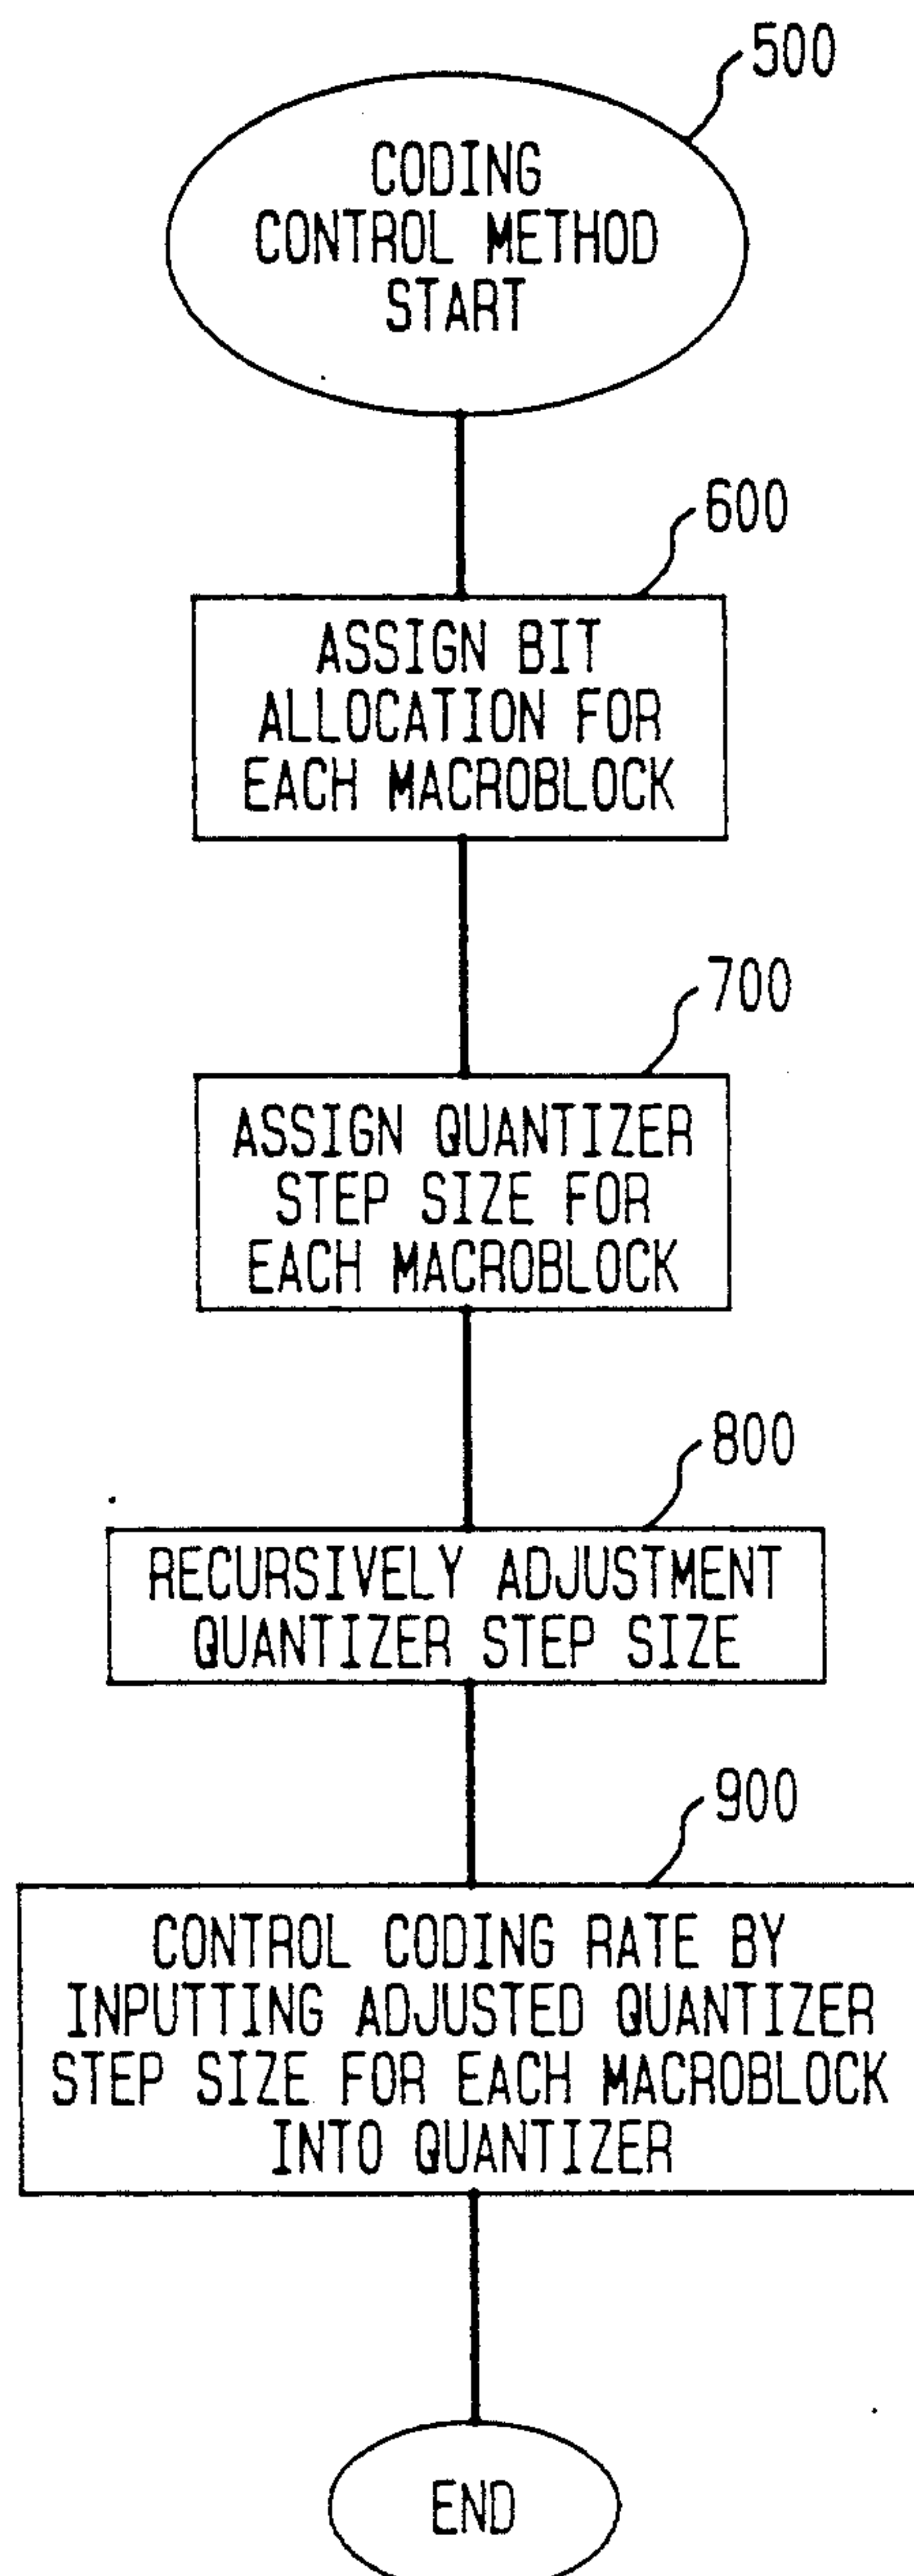 500
CODING
CONTROL METHOD
START
600
ASSIGN BIT
ALLOCATION FOR
EACH MACROBLOCK
700
ASSIGN QUANTIZER
STEP SIZE FOR
EACH MACROBLOCK
800
RECURSIVELY ADJUSTMENT
QUANTIZER STEP SIZE
900
CONTROL CODING RATE BY
INPUTTING ADJUSTED QUANTIZER
STEP SIZE FOR EACH MACROBLOCK
INTO QUANTIZER
END